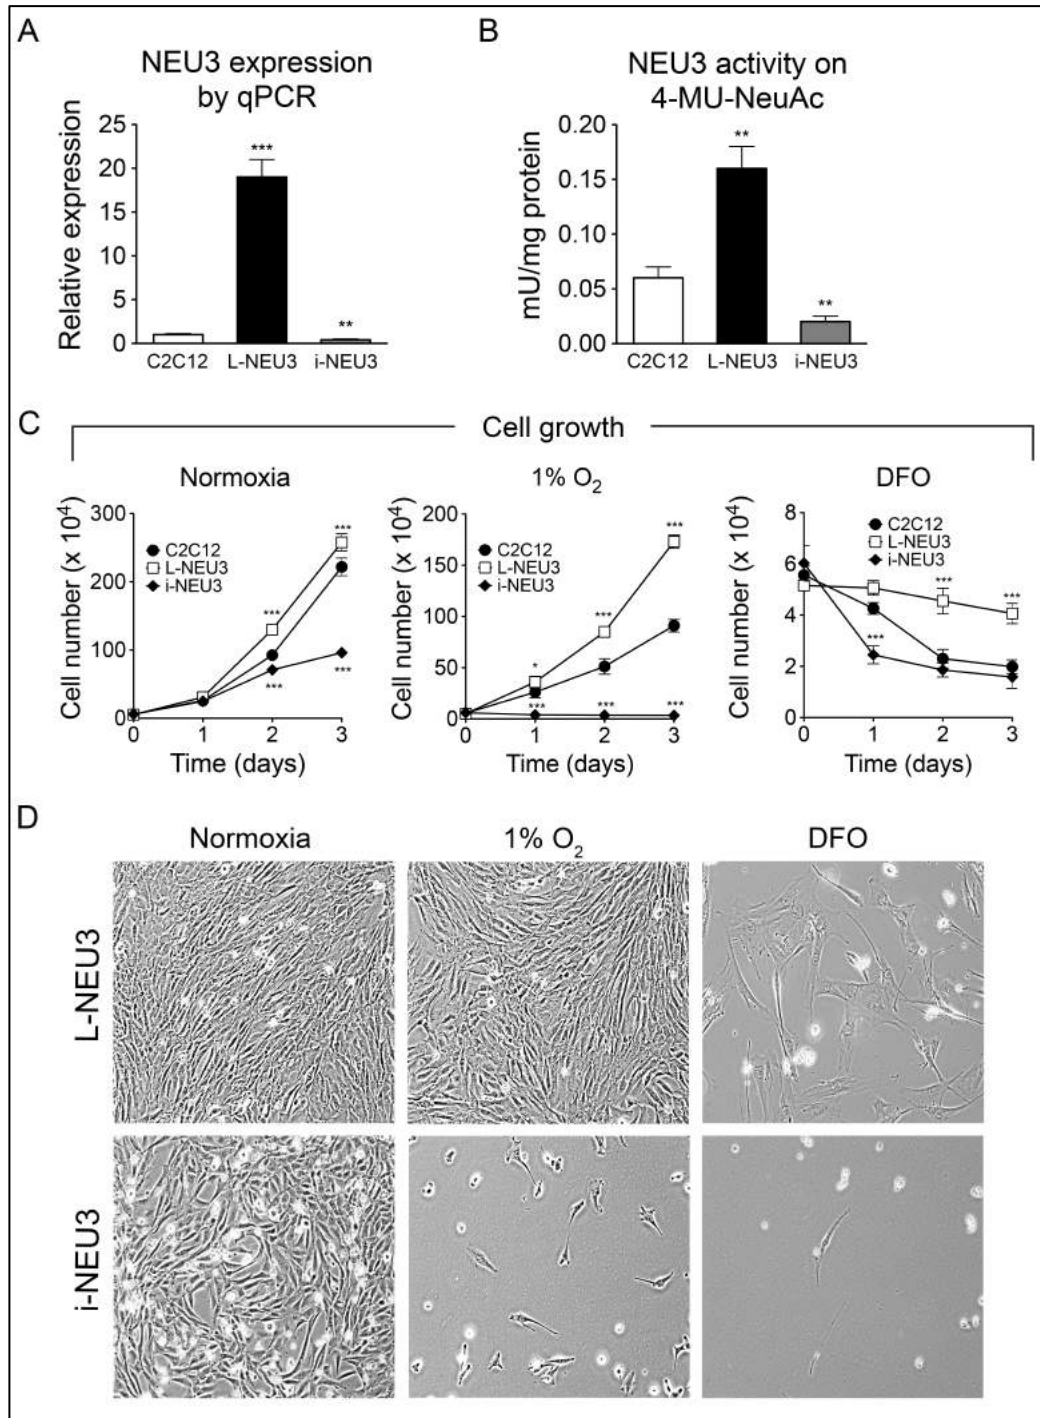 A
NEU3 expression
by qPCR
Relative expression
25
20
15
10
5
0
***
**
C2C12
L-NEU3
i-NEU3
B
NEU3 activity on
4-MU-NeuAc
mU/mg protein
0.20
0.15
0.10
0.05
0.00
**
**
C2C12
L-NEU3
i-NEU3
C
Cell growth
Normoxia
Cell number (x 10⁴)
300
200
100
0
C2C12
L-NEU3
i-NEU3
***
***
***
***
0 1 2 3
Time (days)
1% O₂
Cell number (x 10⁴)
200
150
100
50
0
C2C12
L-NEU3
i-NEU3
*
***
***
***
***
***
0 1 2 3
Time (days)
DFO
Cell number (x 10⁴)
8
6
4
2
0
C2C12
L-NEU3
i-NEU3
***
***
***
0 1 2 3
Time (days)
D
Normoxia
1% O₂
DFO
L-NEU3
i-NEU3